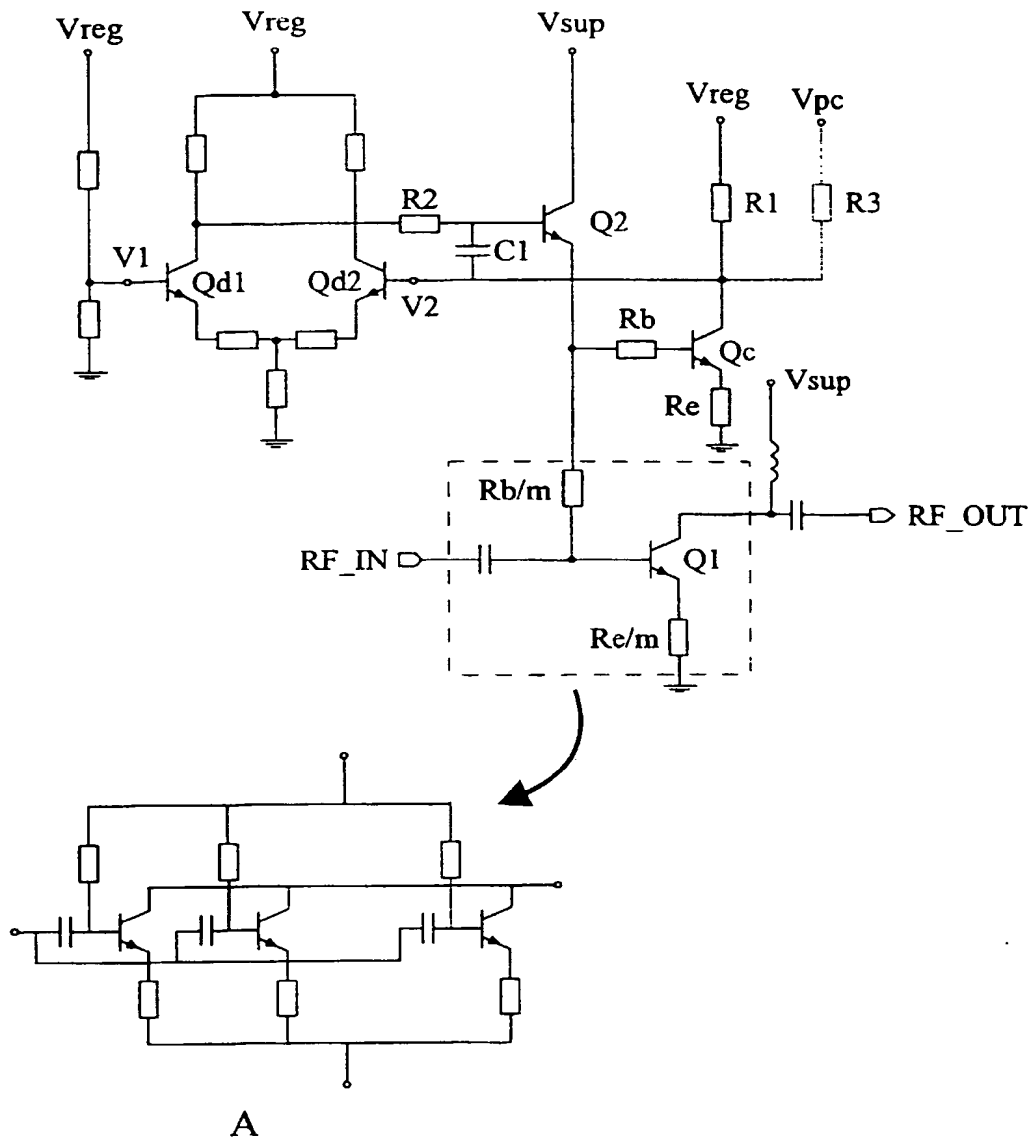 Vreg
Vreg
Vsup
Vreg
Vpc
R2
Q2
R1
R3
V1
Qd1
Qd2
C1
V2
Rb
Qc
Re
Vsup
Rb/m
RF_IN
Q1
RF_OUT
Re/m
A